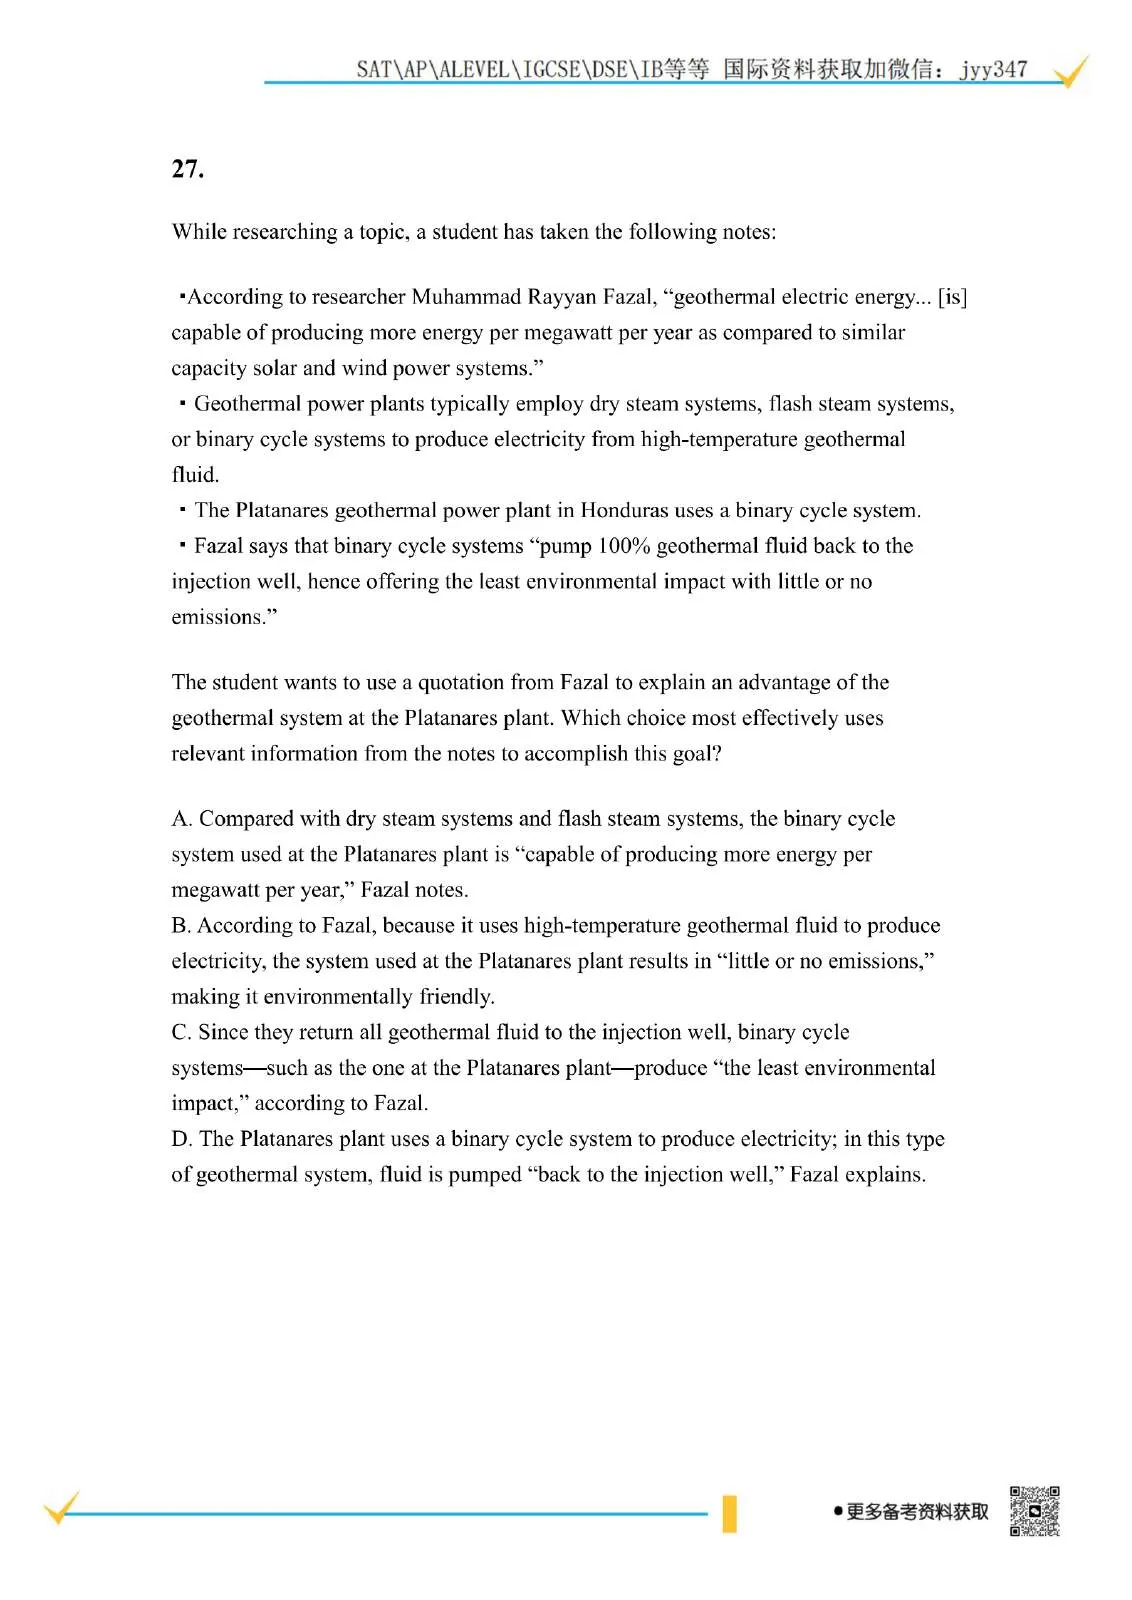 SAT\AP\ALEVEL\IGCSE\DSE\IB等等 国际资料获取加微信：jyy347
27.
While researching a topic, a student has taken the following notes:
▪According to researcher Muhammad Rayyan Fazal, “geothermal electric energy... [is]
capable of producing more energy per megawatt per year as compared to similar
capacity solar and wind power systems.”
▪ Geothermal power plants typically employ dry steam systems, flash steam systems,
or binary cycle systems to produce electricity from high-temperature geothermal
fluid.
▪ The Platanares geothermal power plant in Honduras uses a binary cycle system.
▪ Fazal says that binary cycle systems “pump 100% geothermal fluid back to the
injection well, hence offering the least environmental impact with little or no
emissions.”
The student wants to use a quotation from Fazal to explain an advantage of the
geothermal system at the Platanares plant. Which choice most effectively uses
relevant information from the notes to accomplish this goal?
A. Compared with dry steam systems and flash steam systems, the binary cycle
system used at the Platanares plant is “capable of producing more energy per
megawatt per year,” Fazal notes.
B. According to Fazal, because it uses high-temperature geothermal fluid to produce
electricity, the system used at the Platanares plant results in “little or no emissions,”
making it environmentally friendly.
C. Since they return all geothermal fluid to the injection well, binary cycle
systems—such as the one at the Platanares plant—produce “the least environmental
impact,” according to Fazal.
D. The Platanares plant uses a binary cycle system to produce electricity; in this type
of geothermal system, fluid is pumped “back to the injection well,” Fazal explains.
●更多备考资料获取